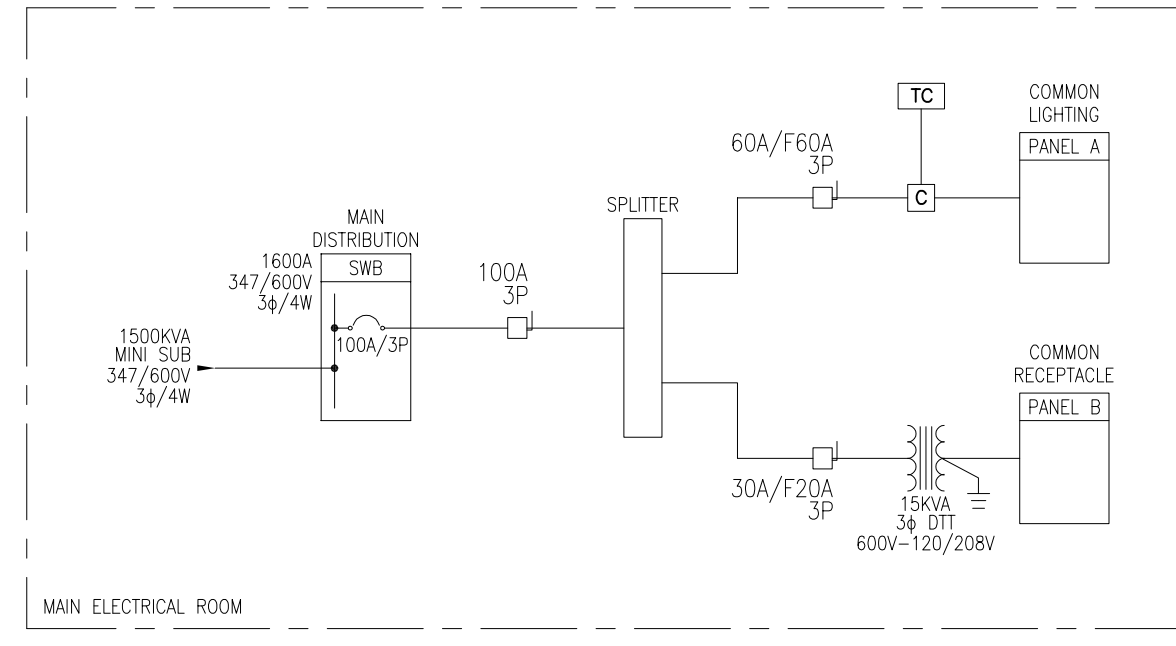 TC
COMMON
LIGHTING
PANEL A
60A/F60A
3P
C
SPLITTER
MAIN
DISTRIBUTION
SWB
1600A
347/600V
3ϕ/4W
100A
3P
100A/3P
1500KVA
MINI SUB
347/600V
3ϕ/4W
COMMON
RECEPTACLE
PANEL B
30A/F20A
3P
15KVA
3ϕ DTT
600V-120/208V
MAIN ELECTRICAL ROOM